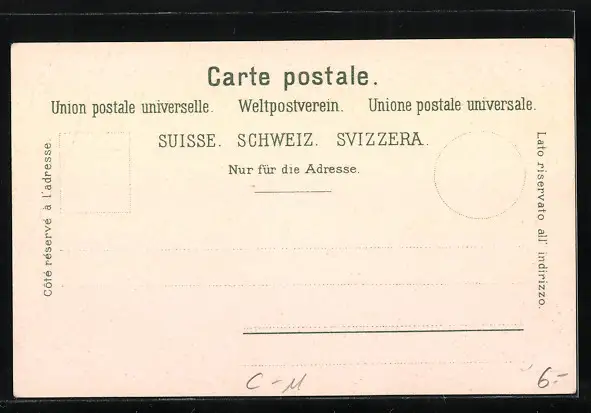 Carte postale.
Union postale universelle. Weltpostverein. Unione postale universale.
SUISSE. SCHWEIZ. SVIZZERA.
Nur für die Adresse.
Côté réservé à l'adresse.
Lato riservato all' indirizzo.
C-M
6.-